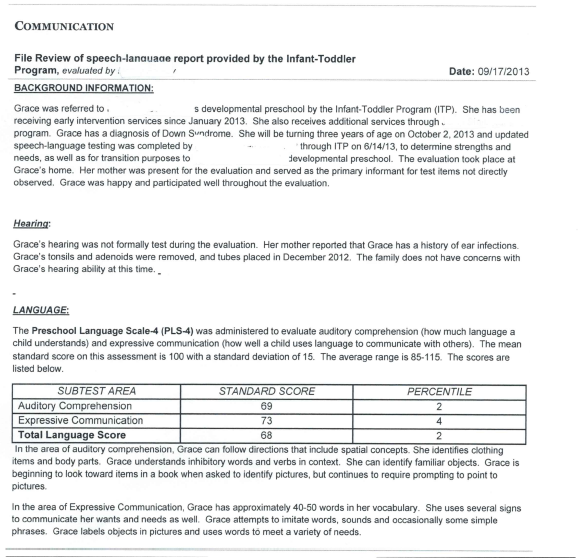 COMMUNICATION
File Review of speech-language report provided by the Infant-Toddler
Program, evaluated by Date: 09/17/2013
BACKGROUND INFORMATION:
Grace was referred to s developmental preschool by the Infant-Toddler Program (ITP). She has been
receiving early intervention services since January 2013. She also receives additional services through
program. Grace has a diagnosis of Down Syndrome. She will be turning three years of age on October 2, 2013 and updated
speech-language testing was completed by through ITP on 6/14/13, to determine strengths and
needs, as well as for transition purposes to developmental preschool. The evaluation took place at
Grace's home. Her mother was present for the evaluation and served as the primary informant for test items not directly
observed. Grace was happy and participated well throughout the evaluation.
Hearing:
Grace's hearing was not formally test during the evaluation. Her mother reported that Grace has a history of ear infections.
Grace's tonsils and adenoids were removed, and tubes placed in December 2012. The family does not have concerns with
Grace's hearing ability at this time.
LANGUAGE:
The Preschool Language Scale-4 (PLS-4) was administered to evaluate auditory comprehension (how much language a
child understands) and expressive communication (how well a child uses language to communicate with others). The mean
standard score on this assessment is 100 with a standard deviation of 15. The average range is 85-115. The scores are
listed below.
SUBTEST AREA STANDARD SCORE PERCENTILE
Auditory Comprehension 69 2
Expressive Communication 73 4
Total Language Score 68 2
In the area of auditory comprehension, Grace can follow directions that include spatial concepts. She identifies clothing
items and body parts. Grace understands inhibitory words and verbs in context. She can identify familiar objects. Grace is
beginning to look toward items in a book when asked to identify pictures, but continues to require prompting to point to
pictures.
In the area of Expressive Communication, Grace has approximately 40-50 words in her vocabulary. She uses several signs
to communicate her wants and needs as well. Grace attempts to imitate words, sounds and occasionally some simple
phrases. Grace labels objects in pictures and uses words to meet a variety of needs.